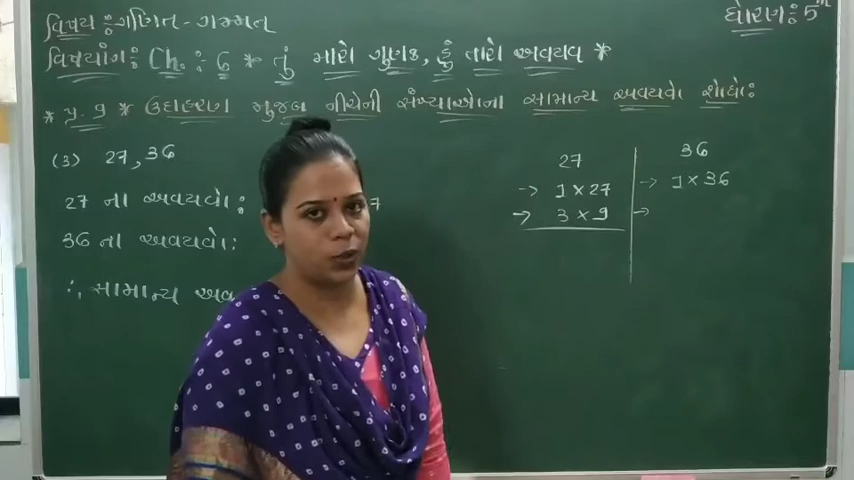 વિષય : ગણિત - ગમ્મત
ધોરણ : 5મ
વિષયાંગ : Ch. : 6 * તું મારો ગુણક, હું તારો અવયવ *
* પ્ર. 9 * ઉદાહરણ મુજબ નીચેની સંખ્યાઓના સામાન્ય અવયવો શોધો :
(3) 27, 36
27 ના અવયવો :
36 ના અવયવો :
∴ સામાન્ય અવ
27
→ 1 × 27
→ 3 × 9
36
→ 1 × 36
→